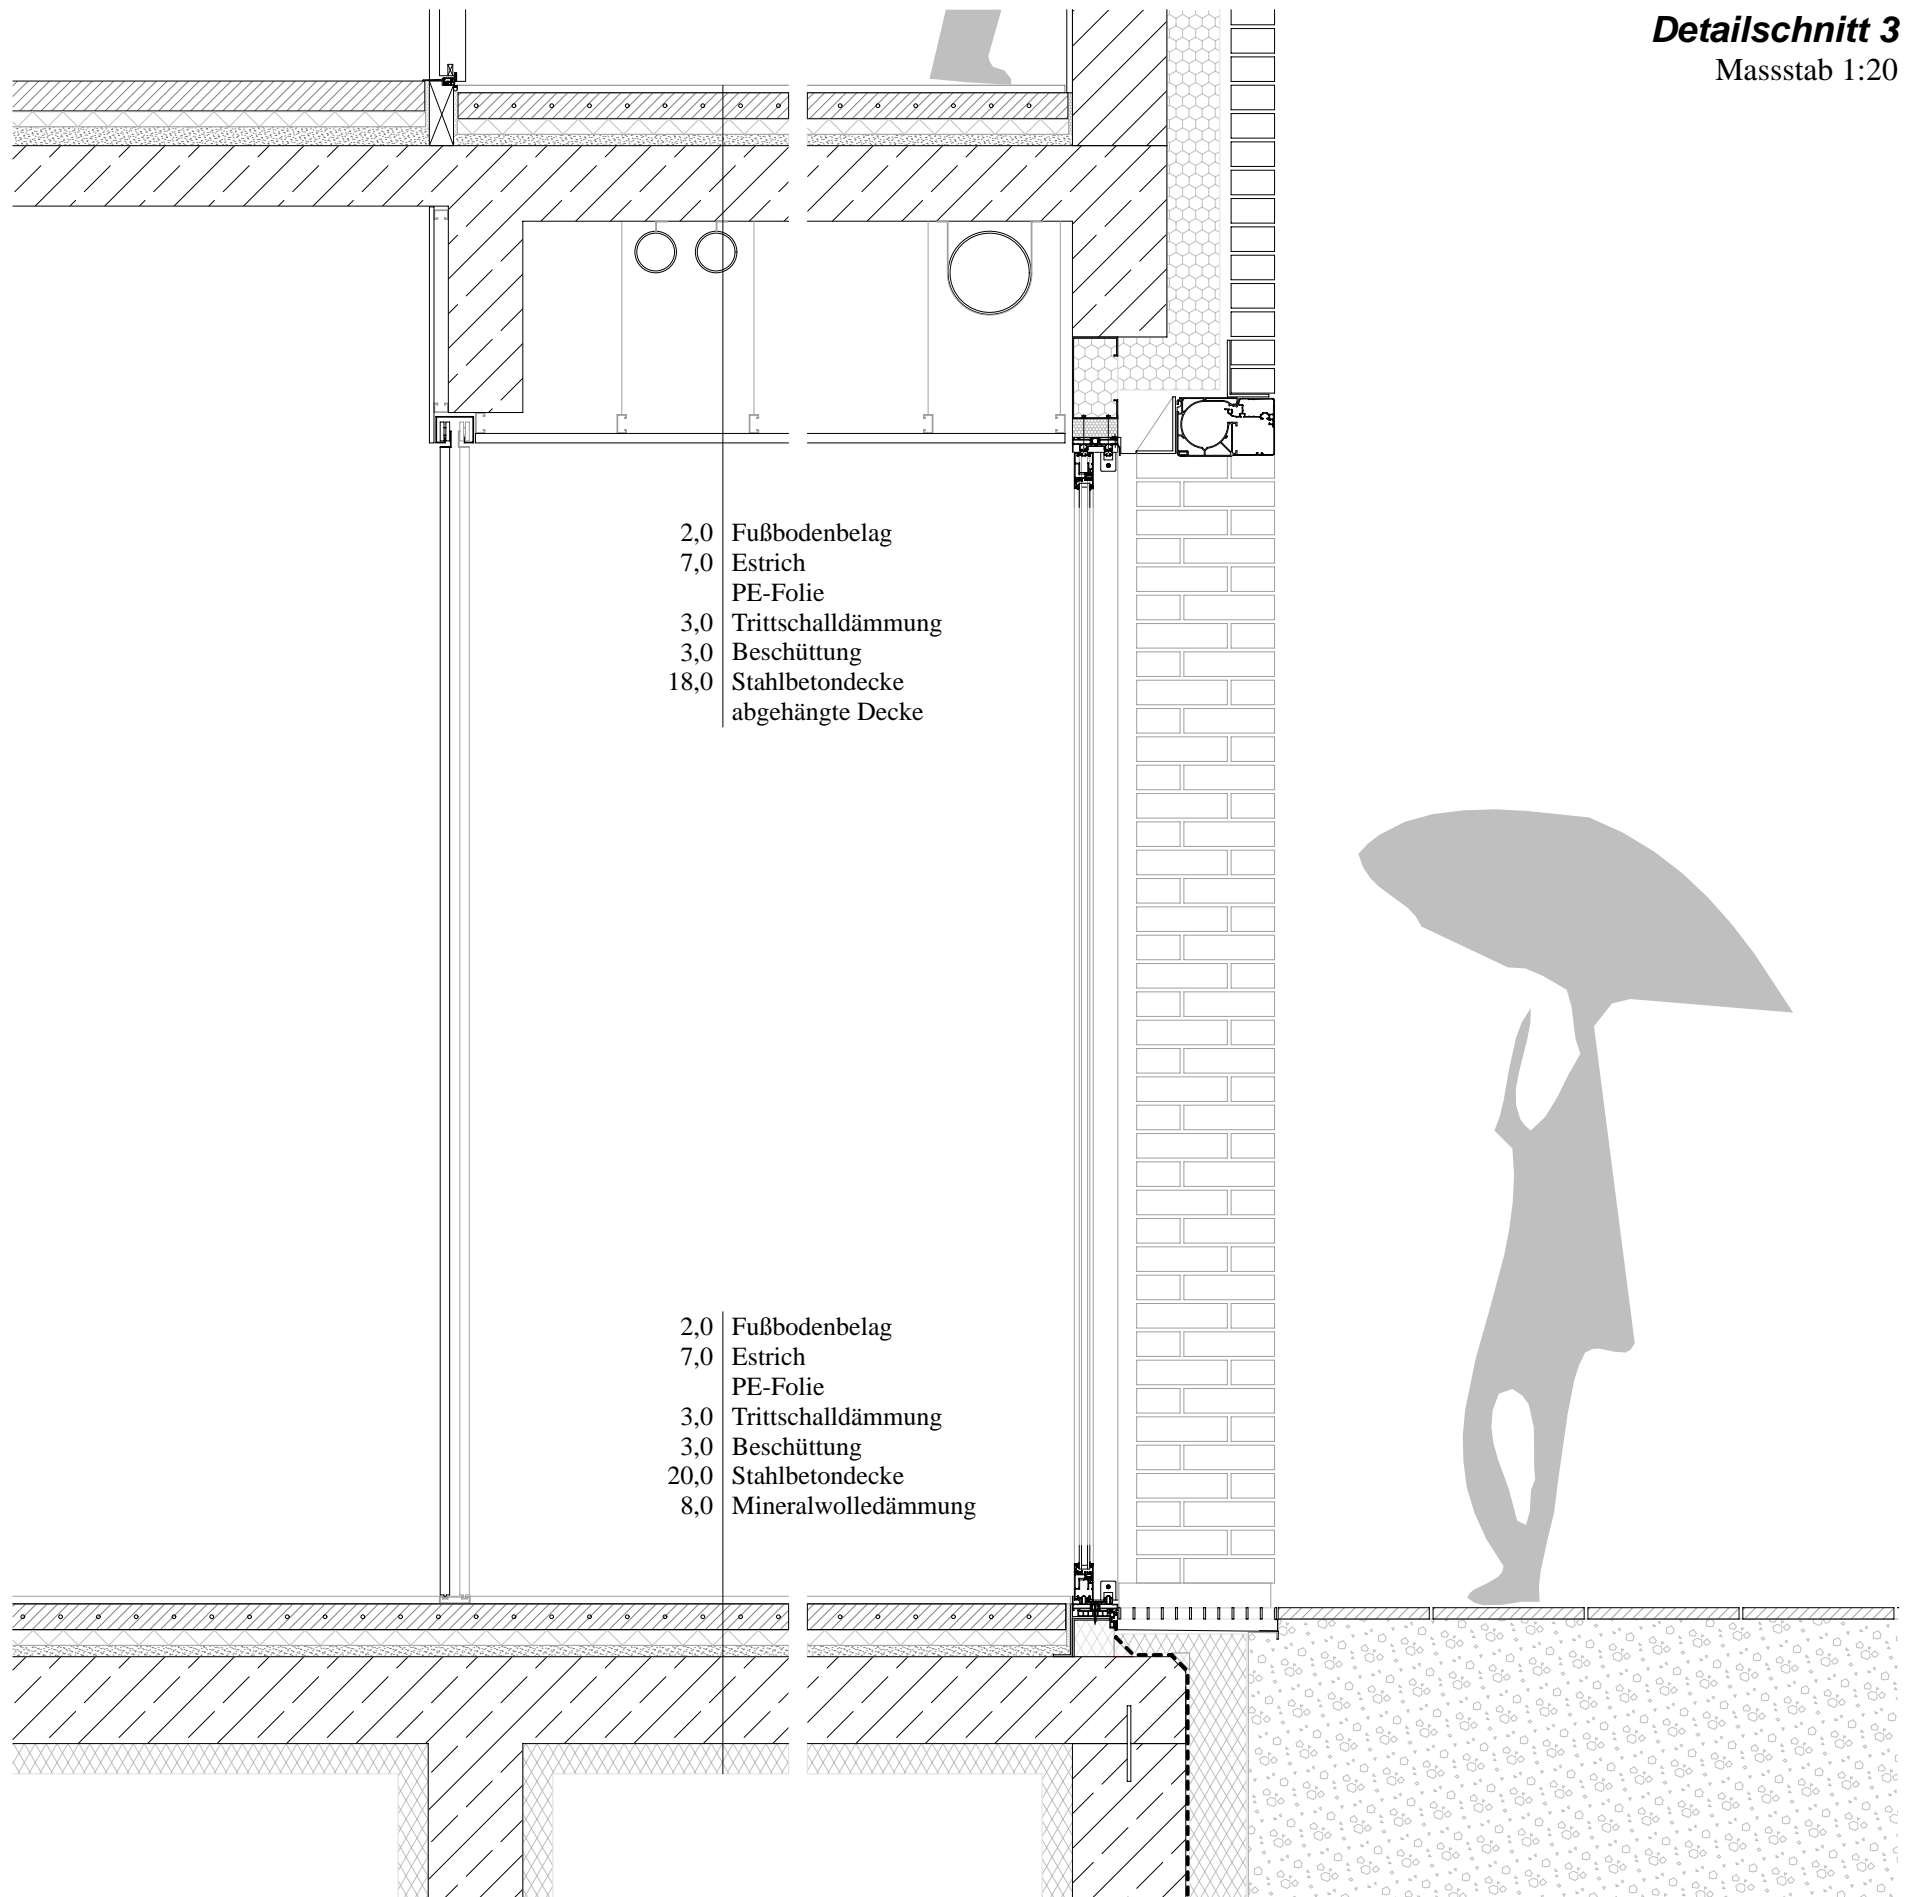 Detailschnitt 3
Massstab 1:20
2,0 Fußbodenbelag
7,0 Estrich
PE-Folie
3,0 Trittschalldämmung
3,0 Beschüttung
18,0 Stahlbetondecke
abgehängte Decke
2,0 Fußbodenbelag
7,0 Estrich
PE-Folie
3,0 Trittschalldämmung
3,0 Beschüttung
20,0 Stahlbetondecke
8,0 Mineralwolledämmung